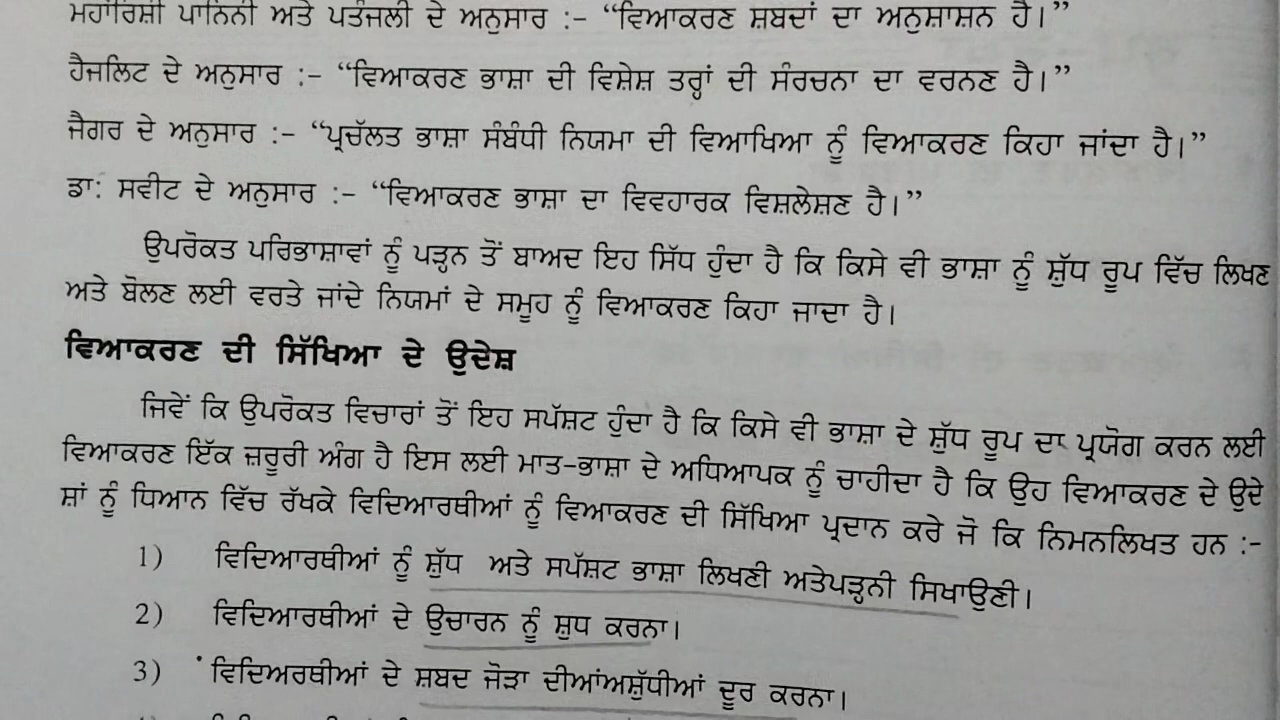 ਮਹਾਂਰਿਸ਼ੀ ਪਾਨਿਨੀ ਅਤੇ ਪਤੰਜਲੀ ਦੇ ਅਨੁਸਾਰ :- “ਵਿਆਕਰਣ ਸ਼ਬਦਾਂ ਦਾ ਅਨੁਸ਼ਾਸ਼ਨ ਹੈ।”
ਹੈਜਲਿਟ ਦੇ ਅਨੁਸਾਰ :- “ਵਿਆਕਰਣ ਭਾਸ਼ਾ ਦੀ ਵਿਸ਼ੇਸ਼ ਤਰ੍ਹਾਂ ਦੀ ਸੰਰਚਨਾ ਦਾ ਵਰਨਣ ਹੈ।”
ਜੈਗਰ ਦੇ ਅਨੁਸਾਰ :- “ਪ੍ਰਚੱਲਤ ਭਾਸ਼ਾ ਸੰਬੰਧੀ ਨਿਯਮਾ ਦੀ ਵਿਆਖਿਆ ਨੂੰ ਵਿਆਕਰਣ ਕਿਹਾ ਜਾਂਦਾ ਹੈ।”
ਡਾ: ਸਵੀਟ ਦੇ ਅਨੁਸਾਰ :- “ਵਿਆਕਰਣ ਭਾਸ਼ਾ ਦਾ ਵਿਵਹਾਰਕ ਵਿਸ਼ਲੇਸ਼ਣ ਹੈ।”
ਉਪਰੋਕਤ ਪਰਿਭਾਸ਼ਾਵਾਂ ਨੂੰ ਪੜ੍ਹਨ ਤੋਂ ਬਾਅਦ ਇਹ ਸਿੱਧ ਹੁੰਦਾ ਹੈ ਕਿ ਕਿਸੇ ਵੀ ਭਾਸ਼ਾ ਨੂੰ ਸ਼ੁੱਧ ਰੂਪ ਵਿੱਚ ਲਿਖਣ
ਅਤੇ ਬੋਲਣ ਲਈ ਵਰਤੇ ਜਾਂਦੇ ਨਿਯਮਾਂ ਦੇ ਸਮੂਹ ਨੂੰ ਵਿਆਕਰਣ ਕਿਹਾ ਜਾਦਾ ਹੈ।
ਵਿਆਕਰਣ ਦੀ ਸਿੱਖਿਆ ਦੇ ਉਦੇਸ਼
ਜਿਵੇਂ ਕਿ ਉਪਰੋਕਤ ਵਿਚਾਰਾਂ ਤੋਂ ਇਹ ਸਪੱਸ਼ਟ ਹੁੰਦਾ ਹੈ ਕਿ ਕਿਸੇ ਵੀ ਭਾਸ਼ਾ ਦੇ ਸ਼ੁੱਧ ਰੂਪ ਦਾ ਪ੍ਰਯੋਗ ਕਰਨ ਲਈ
ਵਿਆਕਰਣ ਇੱਕ ਜ਼ਰੂਰੀ ਅੰਗ ਹੈ ਇਸ ਲਈ ਮਾਤ-ਭਾਸ਼ਾ ਦੇ ਅਧਿਆਪਕ ਨੂੰ ਚਾਹੀਦਾ ਹੈ ਕਿ ਉਹ ਵਿਆਕਰਣ ਦੇ ਉਦੇ
ਸ਼ਾਂ ਨੂੰ ਧਿਆਨ ਵਿੱਚ ਰੱਖਕੇ ਵਿਦਿਆਰਥੀਆਂ ਨੂੰ ਵਿਆਕਰਣ ਦੀ ਸਿੱਖਿਆ ਪ੍ਰਦਾਨ ਕਰੇ ਜੋ ਕਿ ਨਿਮਨਲਿਖਤ ਹਨ :-
1) ਵਿਦਿਆਰਥੀਆਂ ਨੂੰ ਸ਼ੁੱਧ ਅਤੇ ਸਪੱਸ਼ਟ ਭਾਸ਼ਾ ਲਿਖਣੀ ਅਤੇਪੜ੍ਹਨੀ ਸਿਖਾਉਣੀ।
2) ਵਿਦਿਆਰਥੀਆਂ ਦੇ ਉਚਾਰਨ ਨੂੰ ਸ਼ੁਧ ਕਰਨਾ।
3) ਵਿਦਿਅਰਥੀਆਂ ਦੇ ਸ਼ਬਦ ਜੋੜਾ ਦੀਆਂਅਸ਼ੁੱਧੀਆਂ ਦੂਰ ਕਰਨਾ।